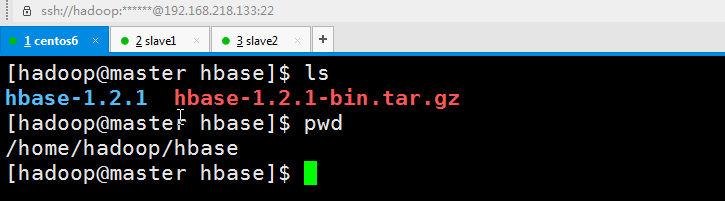 ssh://hadoop:******@192.168.218.133:22
1 centos6 × 2 slave1 × 3 slave2 × +
[hadoop@master hbase]$ ls
hbase-1.2.1  hbase-1.2.1-bin.tar.gz
[hadoop@master hbase]$ pwd
/home/hadoop/hbase
[hadoop@master hbase]$